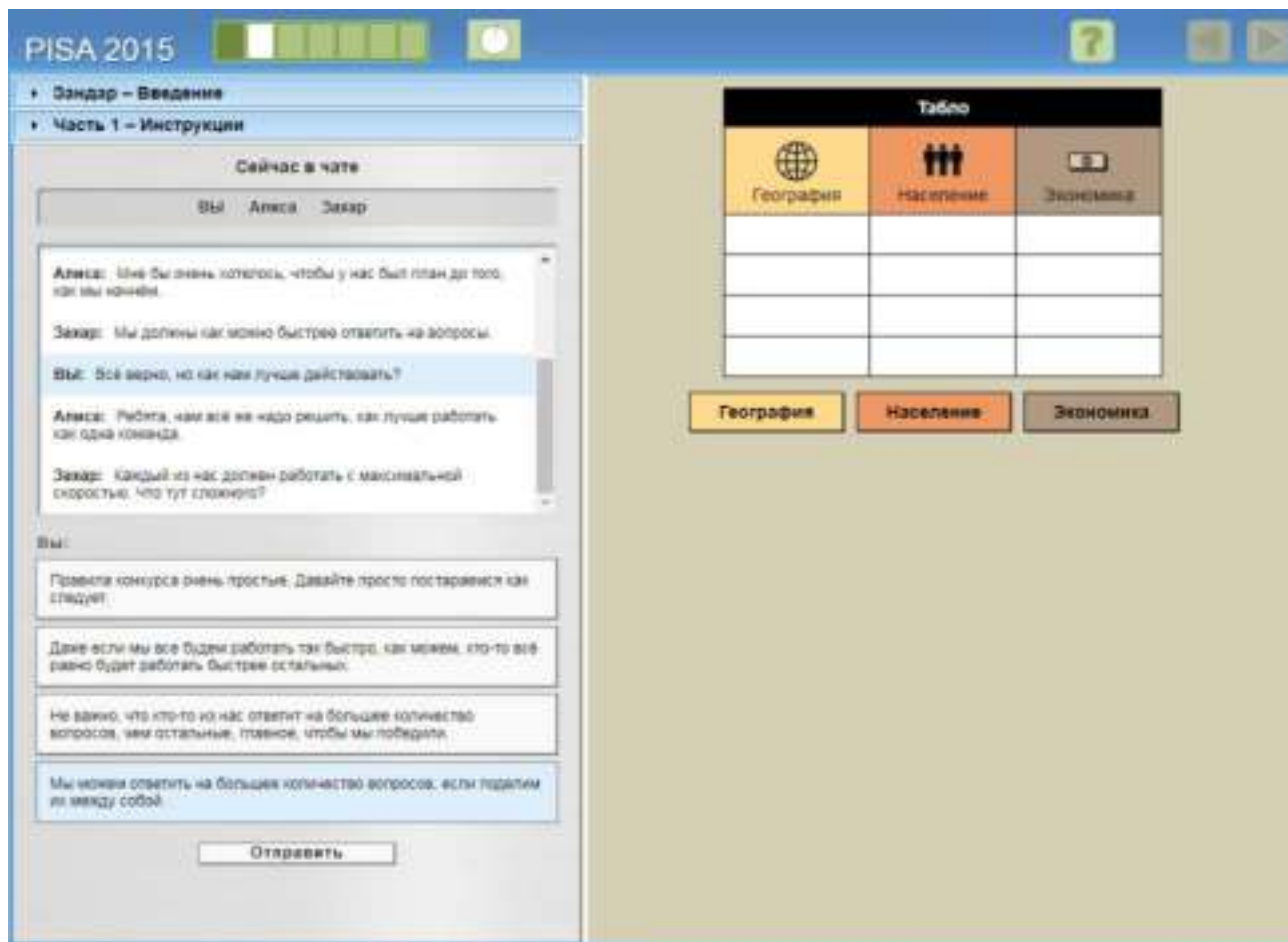 PISA 2015
?
Зандар – Введение
Часть 1 – Инструкции
Сейчас в чате
ВЫ Алиса Захар
Алиса: Мне бы очень хотелось, чтобы у нас был план до того,
как мы начнём.
Захар: Мы должны как можно быстрее ответить на вопросы.
ВЫ: Всё верно, но как нам лучше действовать?
Алиса: Ребята, нам всё же надо решить, как лучше работать
как одна команда.
Захар: Каждый из нас должен работать с максимальной
скоростью. Что тут сложного?
Вы:
Правила конкурса очень простые. Давайте просто постараемся как
следует.
Даже если мы все будем работать так быстро, как можем, кто-то всё
равно будет работать быстрее остальных.
Не важно, что кто-то из нас ответит на большее количество
вопросов, чем остальные, главное, чтобы мы победили.
Мы можем ответить на большее количество вопросов, если поделим
их между собой.
Отправить
Табло
География Население Экономика
География Население Экономика